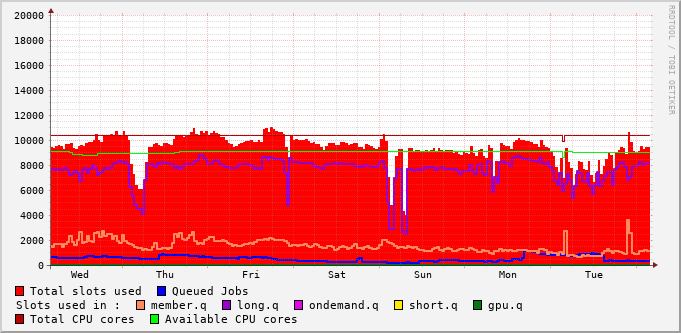 20000
18000
16000
14000
12000
10000
8000
6000
4000
2000
0
Wed Thu Fri Sat Sun Mon Tue
RRDTOOL / TOBI OETIKER
Total slots used Queued Jobs
Slots used in : member.q long.q ondemand.q short.q gpu.q
Total CPU cores Available CPU cores